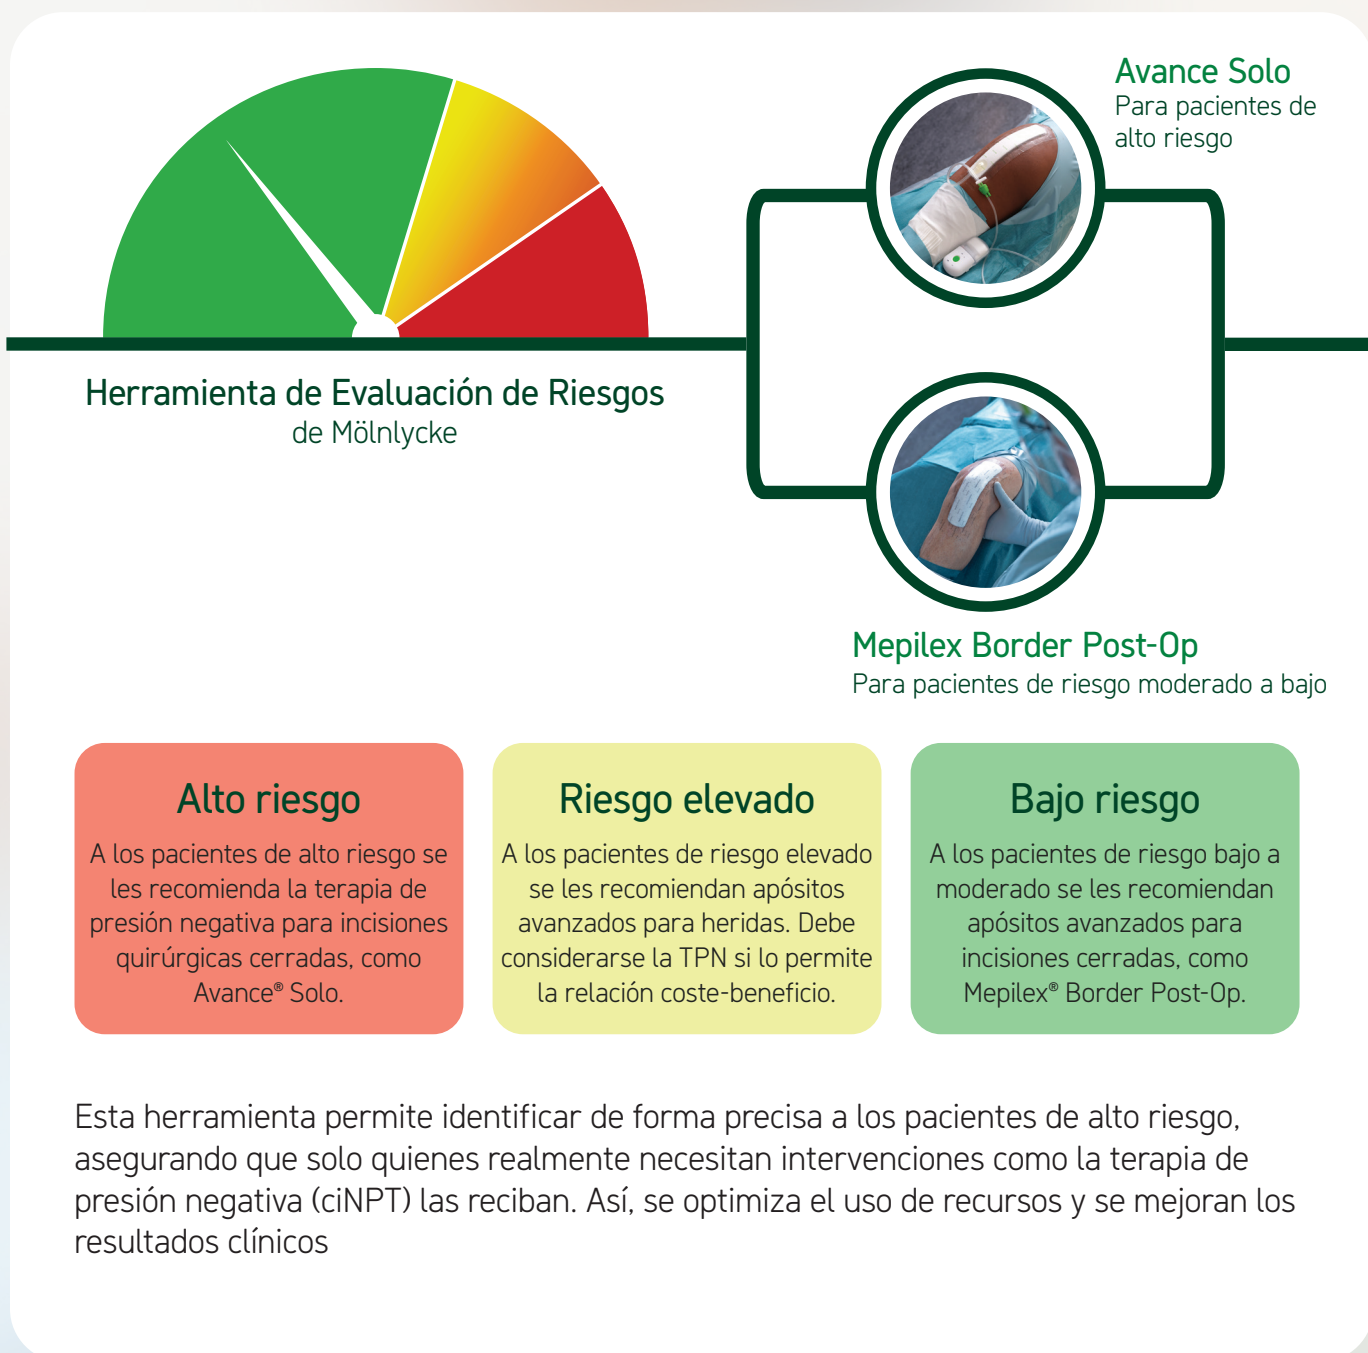 Avance Solo
Para pacientes de
alto riesgo
Herramienta de Evaluación de Riesgos
de Mölnlycke
Mepilex Border Post-Op
Para pacientes de riesgo moderado a bajo
Alto riesgo
A los pacientes de alto riesgo se
les recomienda la terapia de
presión negativa para incisiones
quirúrgicas cerradas, como
Avance® Solo.
Riesgo elevado
A los pacientes de riesgo elevado
se les recomiendan apósitos
avanzados para heridas. Debe
considerarse la TPN si lo permite
la relación coste-beneficio.
Bajo riesgo
A los pacientes de riesgo bajo a
moderado se les recomiendan
apósitos avanzados para
incisiones cerradas, como
Mepilex® Border Post-Op.
Esta herramienta permite identificar de forma precisa a los pacientes de alto riesgo,
asegurando que solo quienes realmente necesitan intervenciones como la terapia de
presión negativa (ciNPT) las reciban. Así, se optimiza el uso de recursos y se mejoran los
resultados clínicos